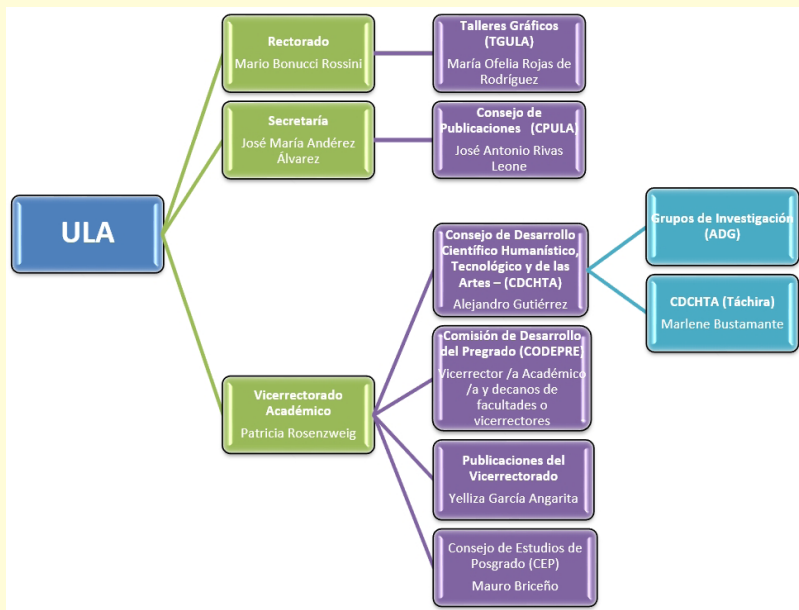 ULA
Rectorado
Mario Bonucci Rossini
Secretaría
José María Andérez
Álvarez
Vicerrectorado
Académico
Patricia Rosenzweig
Talleres Gráficos
(TGULA)
María Ofelia Rojas de
Rodríguez
Consejo de
Publicaciones (CPULA)
José Antonio Rivas
Leone
Consejo de Desarrollo
Científico Humanístico,
Tecnológico y de las
Artes – (CDCHTA)
Alejandro Gutiérrez
Comisión de Desarrollo
del Pregrado (CODEPRE)
Vicerrector /a Académico
/a y decanos de
facultades o
vicerrectores
Publicaciones del
Vicerrectorado
Yelliza García Angarita
Consejo de Estudios de
Posgrado (CEP)
Mauro Briceño
Grupos de Investigación
(ADG)
CDCHTA (Táchira)
Marlene Bustamante